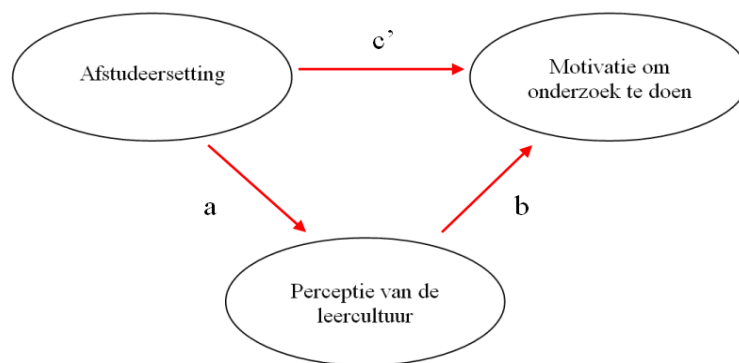 c’
Afstudeersetting
Motivatie om
onderzoek te doen
a
b
Perceptie van de
leercultuur